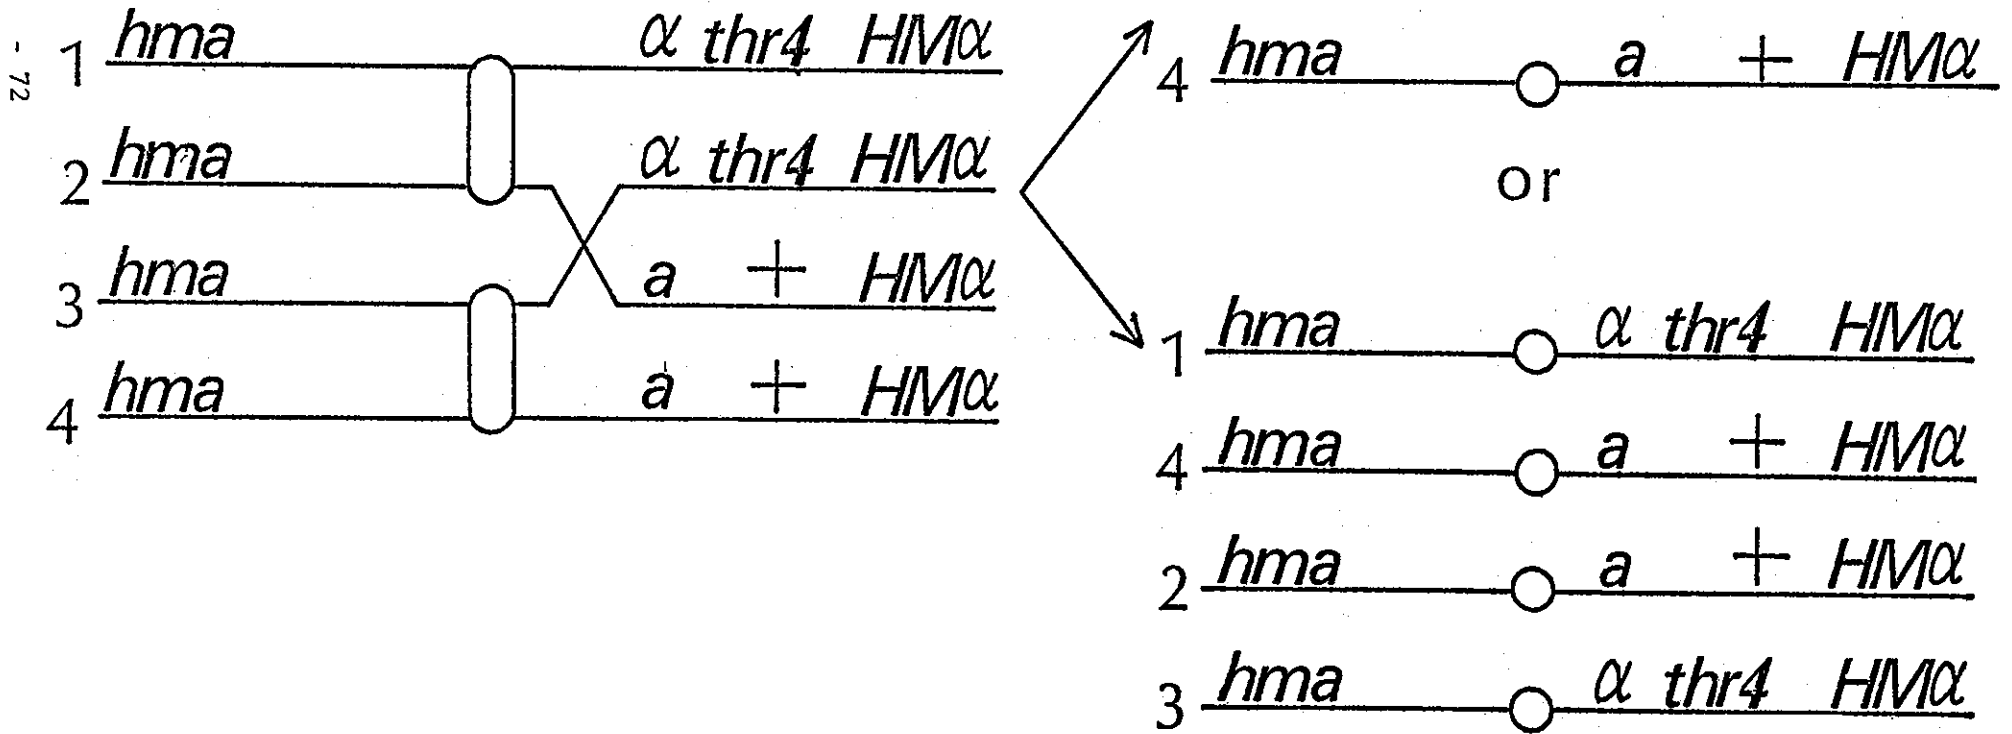 - 72
1 hma α thr4 HMα
2 hma α thr4 HMα
3 hma a + HMα
4 hma a + HMα
4 hma a + HMα
or
1 hma α thr4 HMα
4 hma a + HMα
2 hma a + HMα
3 hma α thr4 HMα